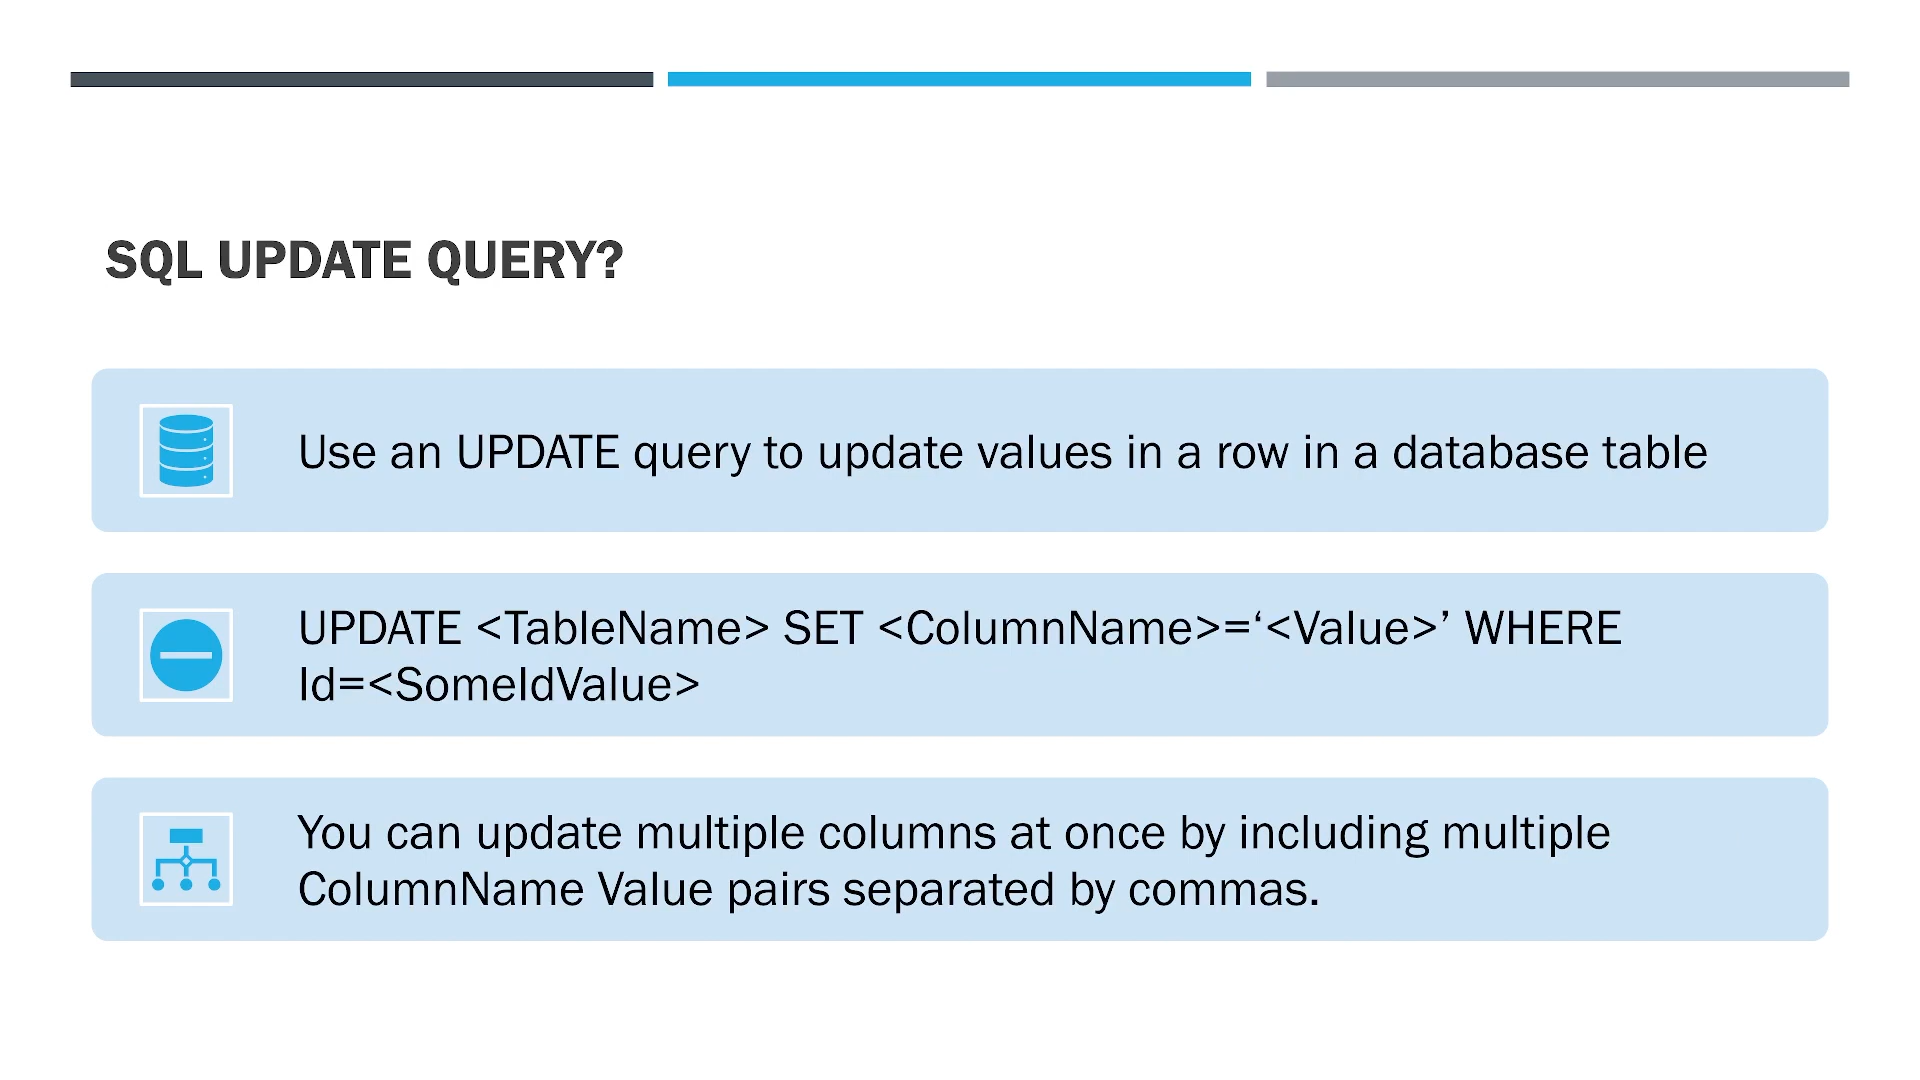 SQL UPDATE QUERY?
Use an UPDATE query to update values in a row in a database table
UPDATE <TableName> SET <ColumnName>=‘<Value>’ WHERE
Id=<SomeIdValue>
You can update multiple columns at once by including multiple
ColumnName Value pairs separated by commas.